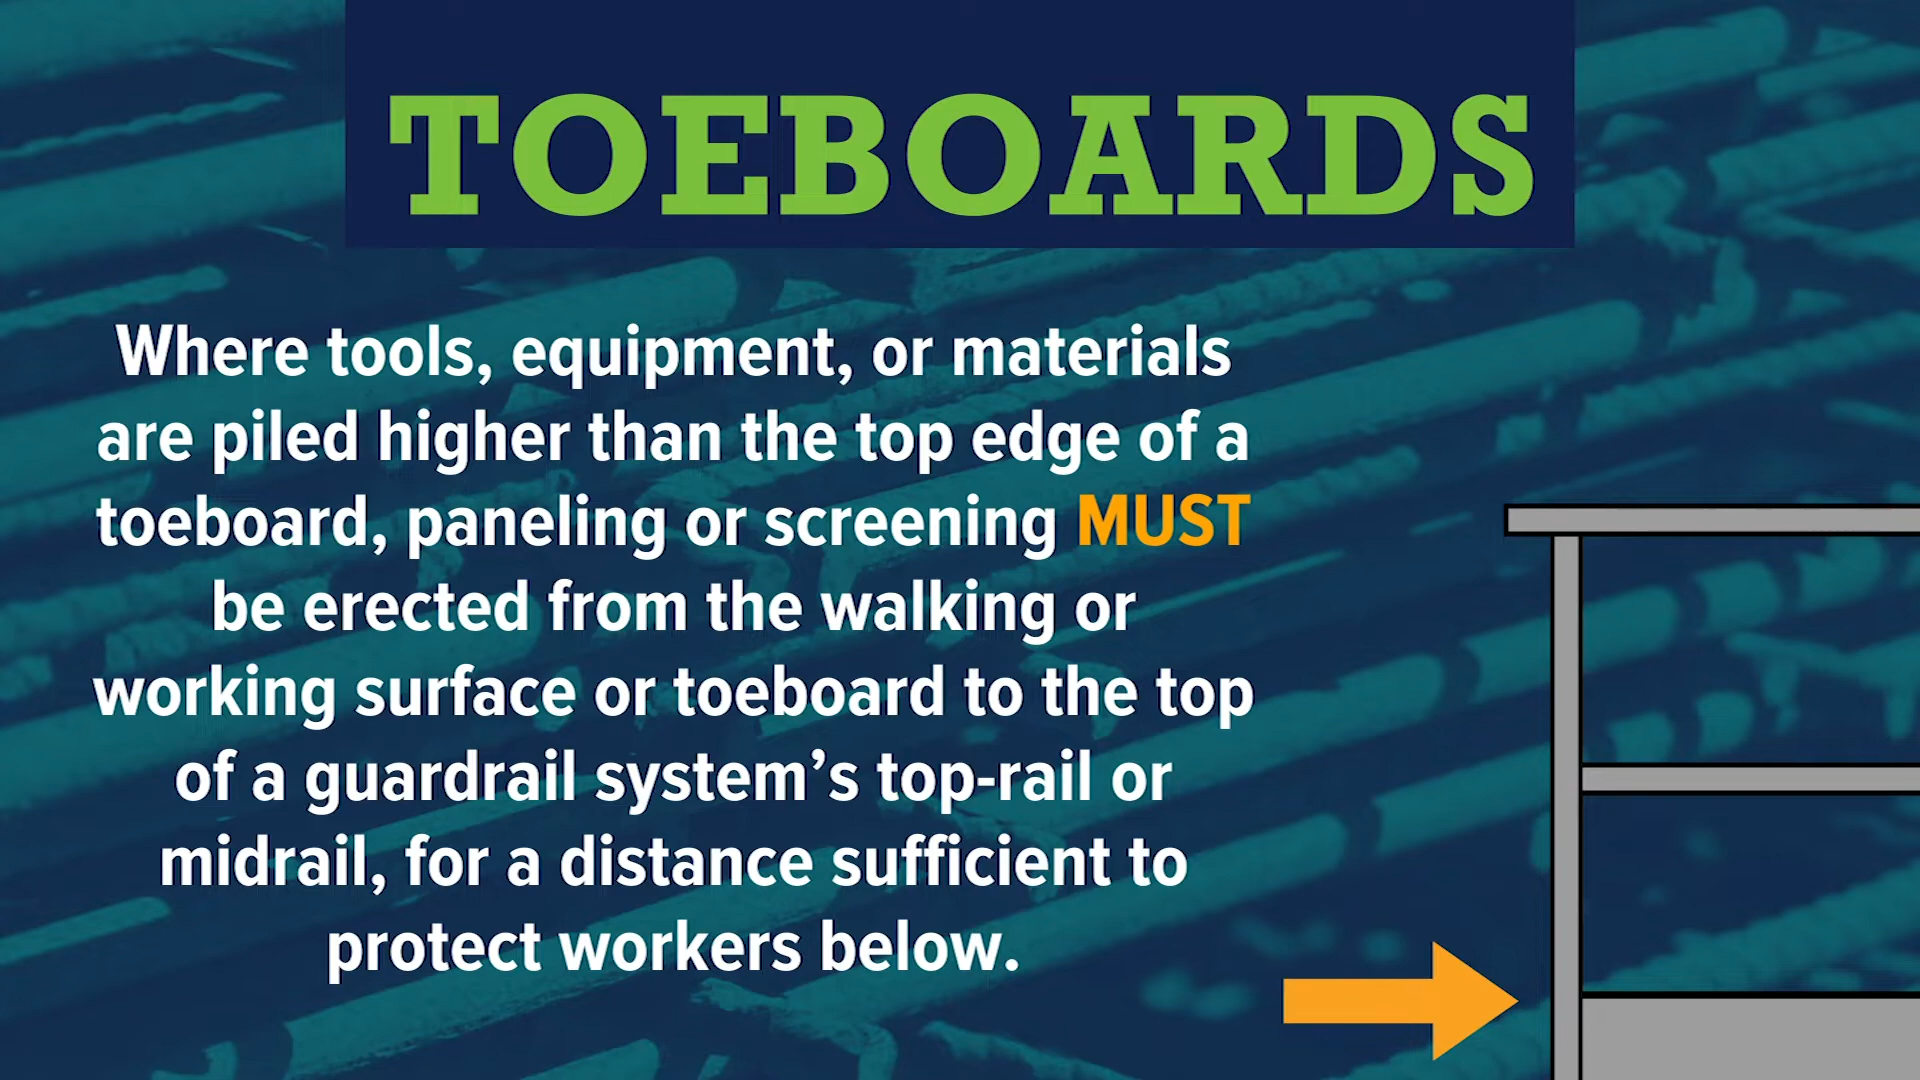 TOEBOARDS
Where tools, equipment, or materials
are piled higher than the top edge of a
toeboard, paneling or screening MUST
be erected from the walking or
working surface or toeboard to the top
of a guardrail system’s top-rail or
midrail, for a distance sufficient to
protect workers below.